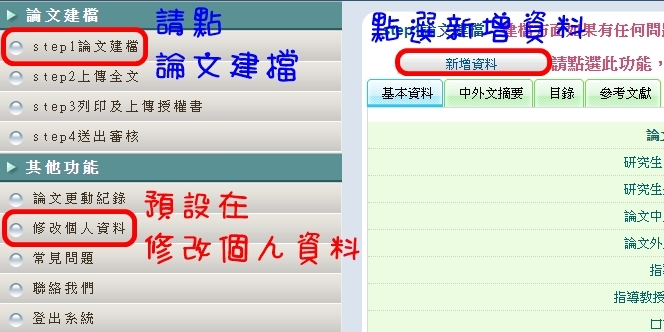 論文建檔
step1論文建檔
請點
論文建檔
step2上傳全文
step3列印及上傳授權書
step4送出審核
其他功能
論文更動紀錄
預設在
修改個人資料
修改個人資料
常見問題
聯絡我們
登出系統
點選新增資料
如果有任何問
新增資料
請點選此功能，
基本資料
中外文摘要
目錄
參考文獻
論
研究生
研究生
論文中
論文外
指
指導教授
口